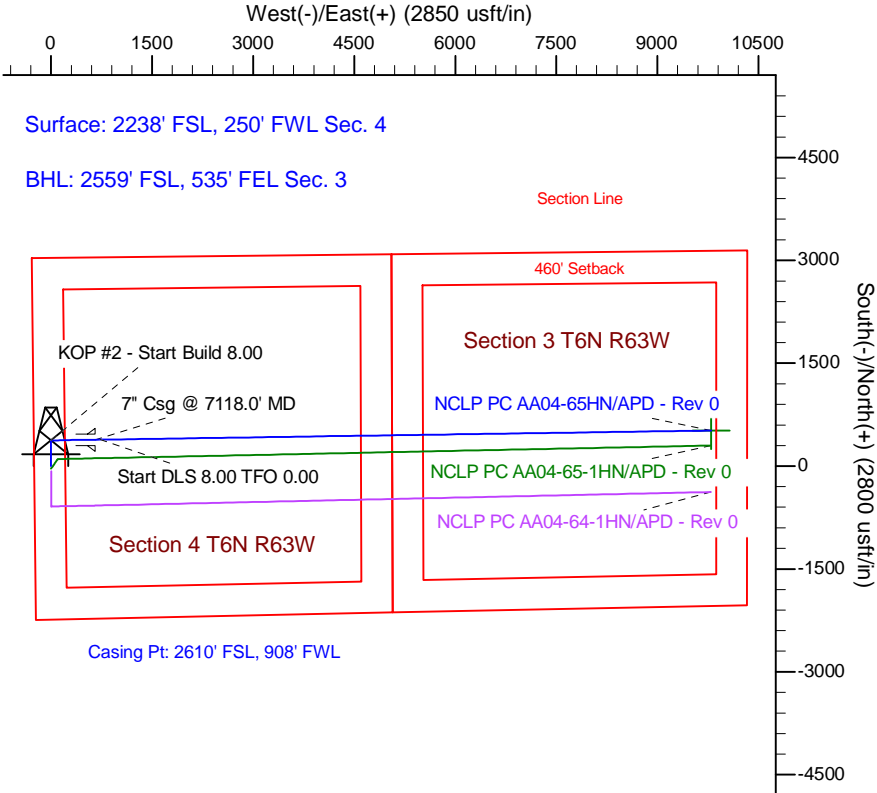 West(-)/East(+) (2850 usft/in)
0 1500 3000 4500 6000 7500 9000 10500
Surface: 2238' FSL, 250' FWL Sec. 4
BHL: 2559' FSL, 535' FEL Sec. 3
4500
Section Line
3000
460' Setback
Section 3 T6N R63W
KOP #2 - Start Build 8.00
1500
7" Csg @ 7118.0' MD
NCLP PC AA04-65HN/APD - Rev 0
0
Start DLS 8.00 TFO 0.00
NCLP PC AA04-65-1HN/APD - Rev 0
NCLP PC AA04-64-1HN/APD - Rev 0
Section 4 T6N R63W
-1500
Casing Pt: 2610' FSL, 908' FWL
-3000
-4500
South(-)/North(+) (2800 usft/in)